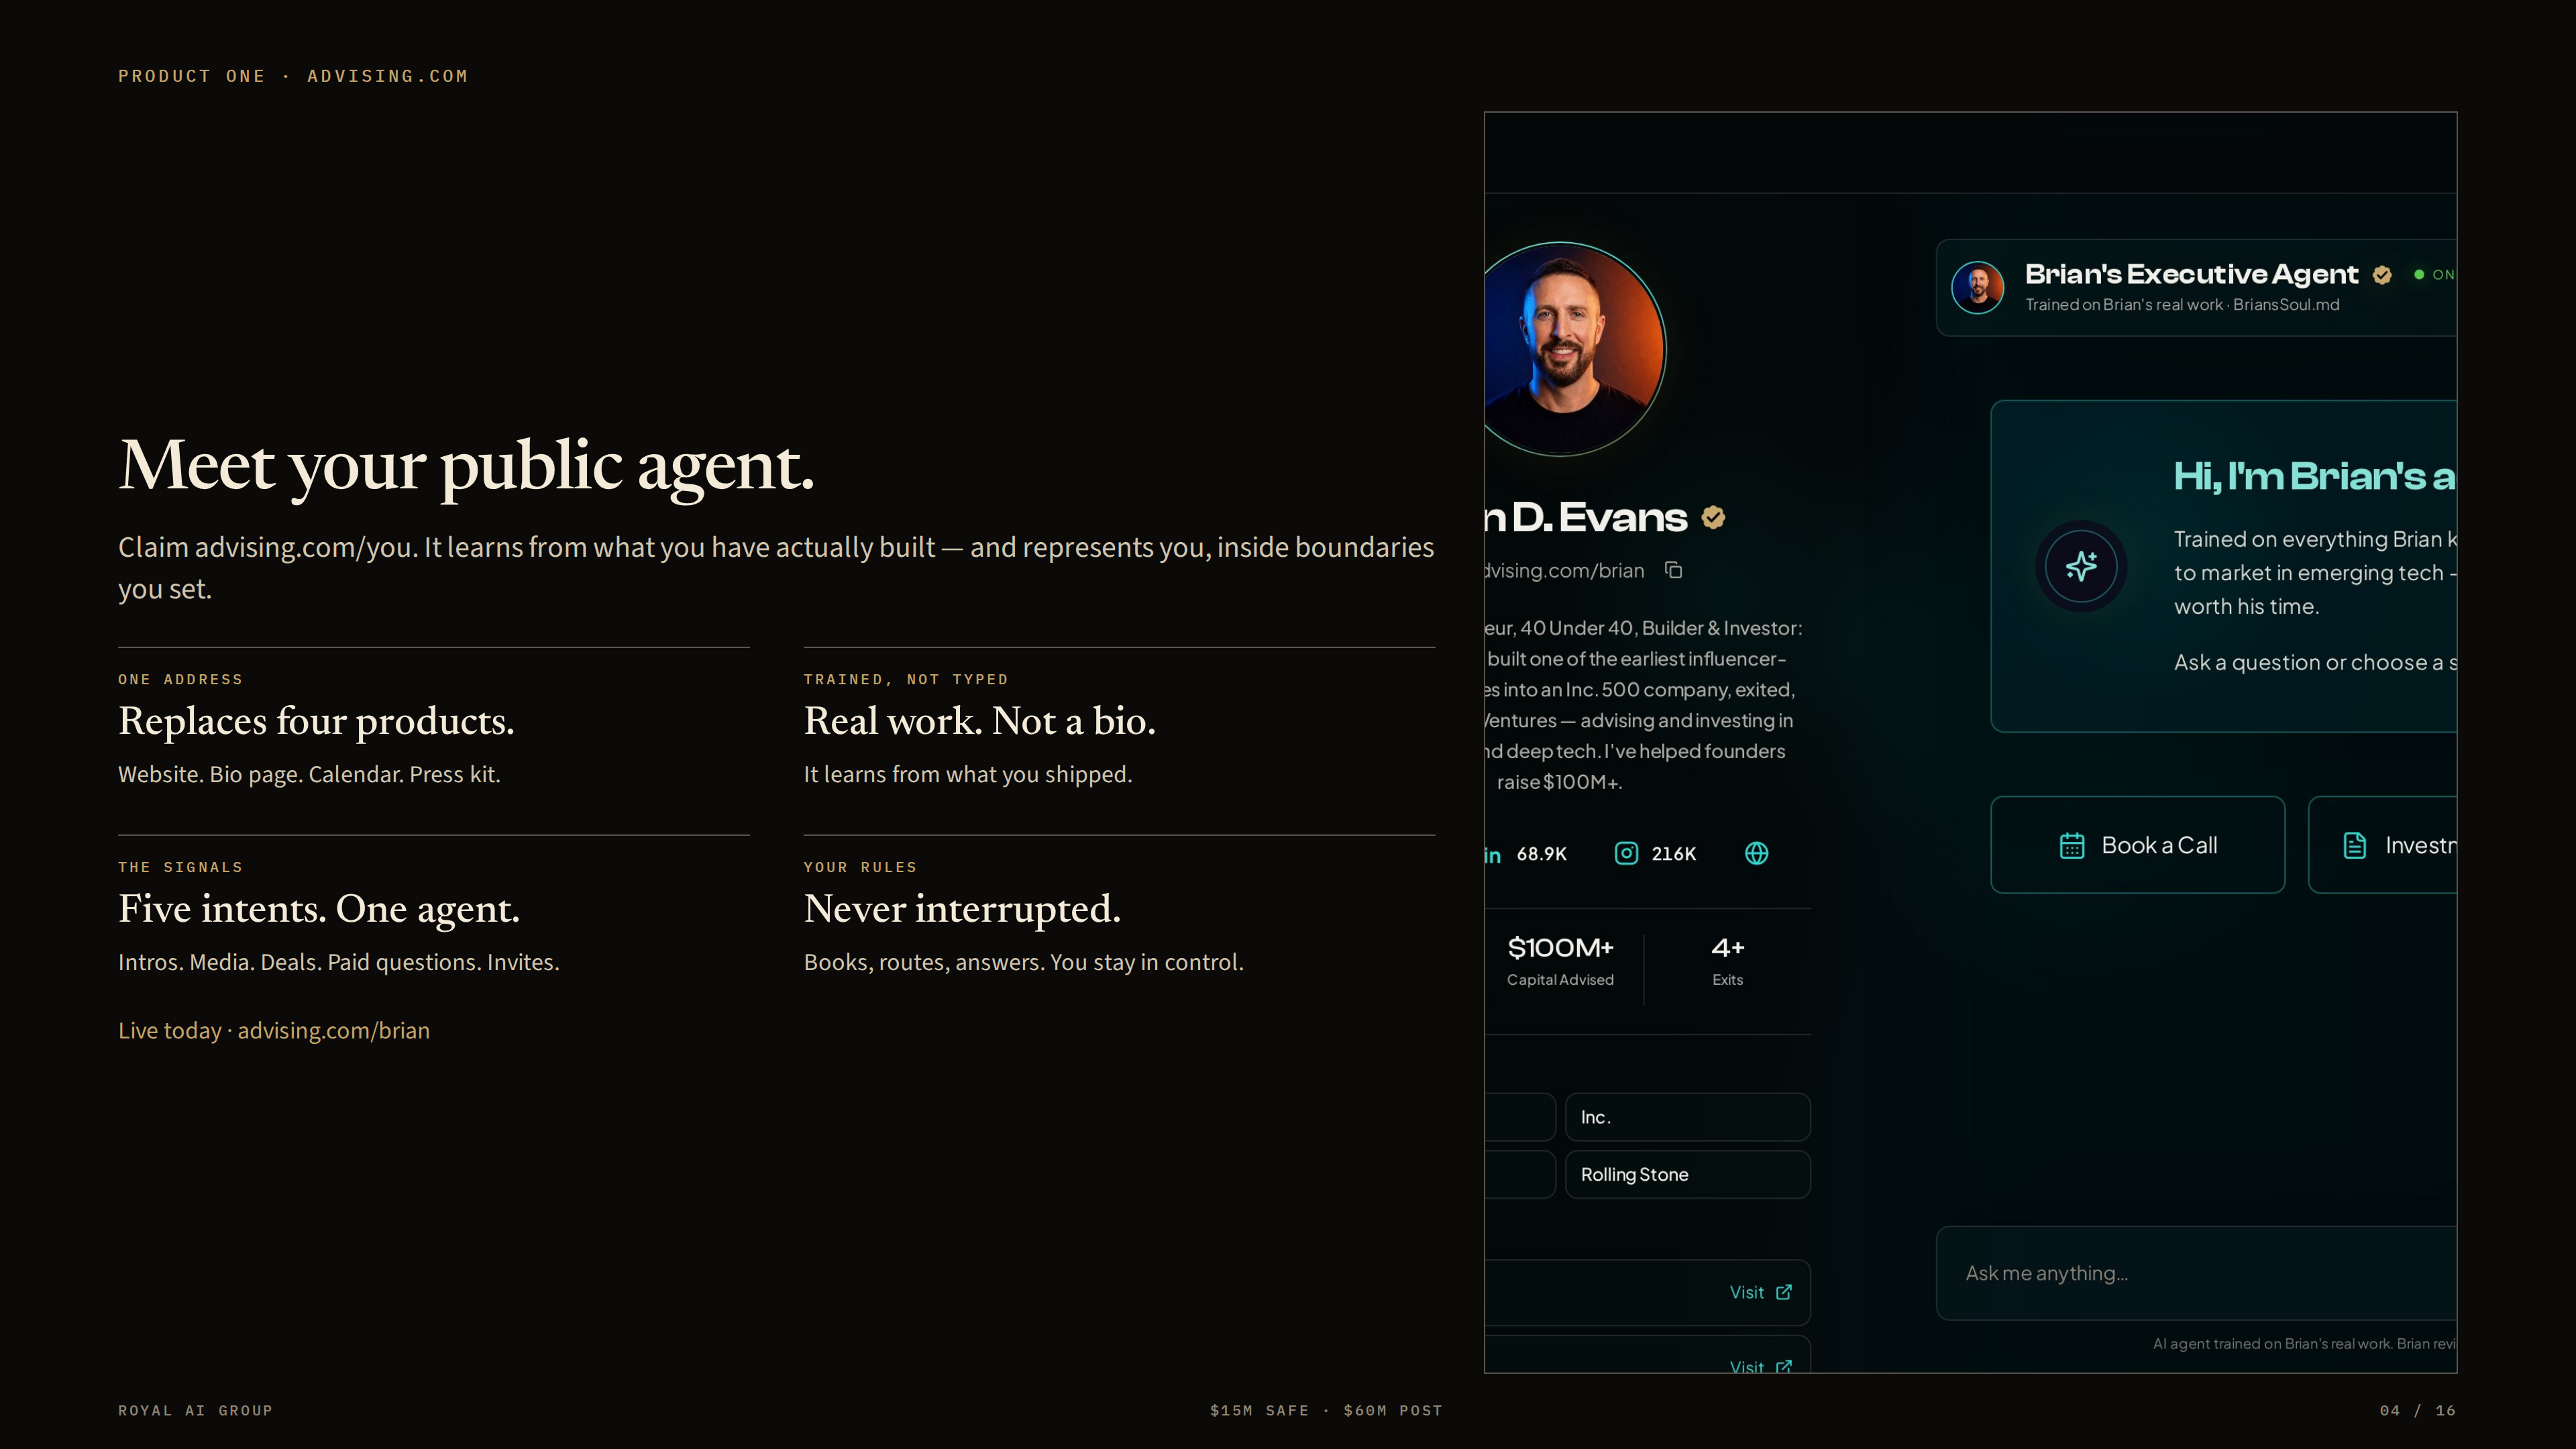 PRODUCT ONE · ADVISING.COM
Meet your public agent.
Claim advising.com/you. It learns from what you have actually built — and represents you, inside boundaries
you set.
ONE ADDRESS
Replaces four products.
Website. Bio page. Calendar. Press kit.
TRAINED, NOT TYPED
Real work. Not a bio.
It learns from what you shipped.
THE SIGNALS
Five intents. One agent.
Intros. Media. Deals. Paid questions. Invites.
YOUR RULES
Never interrupted.
Books, routes, answers. You stay in control.
Live today · advising.com/brian
n D. Evans
dvising.com/brian
eur, 40 Under 40, Builder & Investor:
built one of the earliest influencer-
es into an Inc. 500 company, exited,
Ventures — advising and investing in
nd deep tech. I've helped founders
raise $100M+.
in 68.9K 216K
$100M+ 4+
Capital Advised Exits
Inc.
Rolling Stone
Visit
Visit
Brian's Executive Agent ON
Trained on Brian's real work · BriansSoul.md
Hi, I'm Brian's a
Trained on everything Brian k
to market in emerging tech -
worth his time.
Ask a question or choose a s
Book a Call
Investm
Ask me anything...
AI agent trained on Brian's real work. Brian revi
ROYAL AI GROUP
$15M SAFE · $60M POST
04 / 16